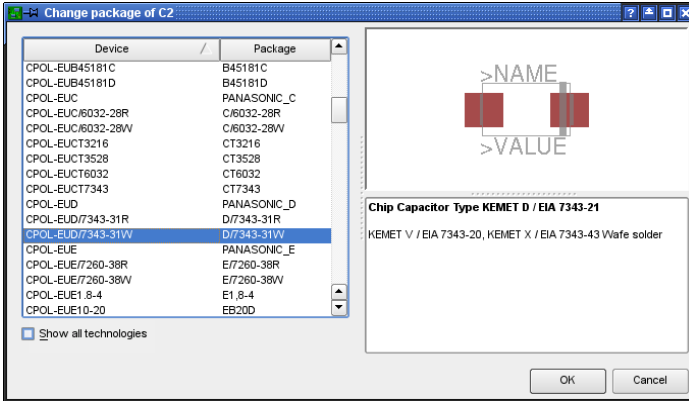 Change package of C2
Device Package
CPOL-EUB45181C B45181C
CPOL-EUB45181D B45181D
CPOL-EUC PANASONIC_C
CPOL-EUC/6032-28R C/6032-28R
CPOL-EUC/6032-28W C/6032-28W
CPOL-EUCT3216 CT3216
CPOL-EUCT3528 CT3528
CPOL-EUCT6032 CT6032
CPOL-EUCT7343 CT7343
CPOL-EUD PANASONIC_D
CPOL-EUD/7343-31R D/7343-31R
CPOL-EUD/7343-31W D/7343-31W
CPOL-EUE PANASONIC_E
CPOL-EUE/7260-38R E/7260-38R
CPOL-EUE/7260-38W E/7260-38W
CPOL-EUE1.8-4 E1,8-4
CPOL-EUE10-20 EB20D
Show all technologies
>NAME
>VALUE
Chip Capacitor Type KEMET D / EIA 7343-21
KEMET V / EIA 7343-20, KEMET X / EIA 7343-43 Wafe solder
OK Cancel